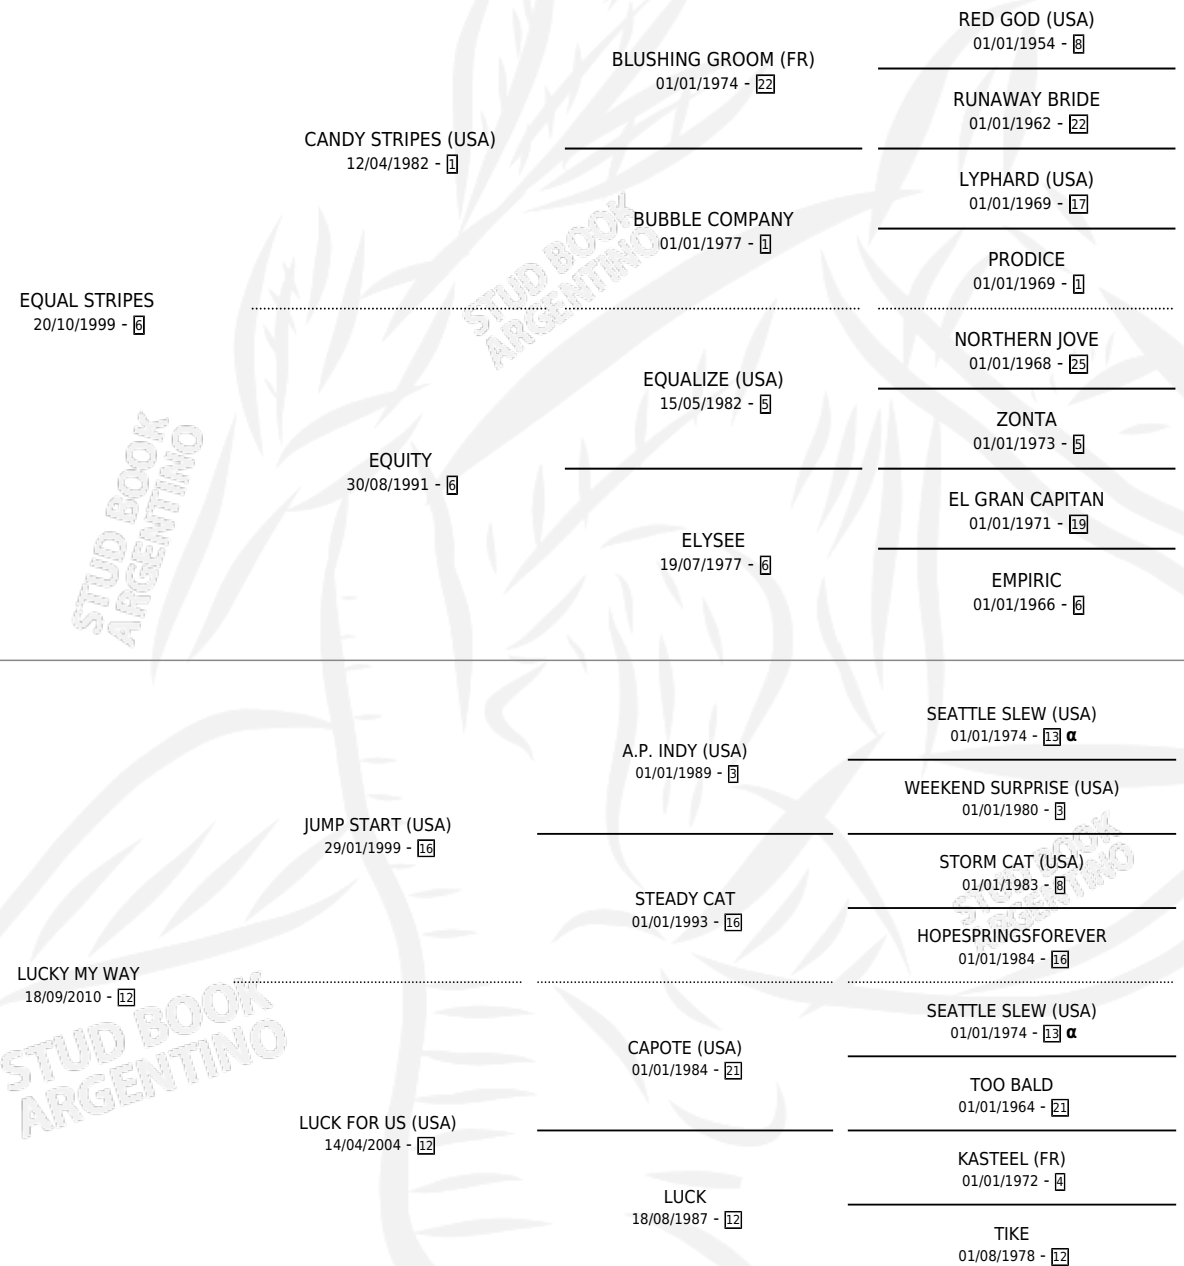 RED GOD (USA)
01/01/1954 - 8
BLUSHING GROOM (FR)
01/01/1974 - 22
RUNAWAY BRIDE
01/01/1962 - 22
CANDY STRIPES (USA)
12/04/1982 - 1
LYPHARD (USA)
01/01/1969 - 17
BUBBLE COMPANY
01/01/1977 - 1
PRODICE
01/01/1969 - 1
STUD BOOK
ARGENTINO
EQUAL STRIPES
20/10/1999 - 6
NORTHERN JOVE
01/01/1968 - 25
EQUALIZE (USA)
15/05/1982 - 5
ZONTA
01/01/1973 - 5
EQUITY
30/08/1991 - 6
STUD BOOK
ARGENTINO
EL GRAN CAPITAN
01/01/1971 - 19
ELYSEE
19/07/1977 - 6
EMPIRIC
01/01/1966 - 6
SEATTLE SLEW (USA)
01/01/1974 - 13 α
A.P. INDY (USA)
01/01/1989 - 3
WEEKEND SURPRISE (USA)
01/01/1980 - 3
JUMP START (USA)
29/01/1999 - 16
STORM CAT (USA)
01/01/1983 - 8
STUD BOOK
ARGENTINO
STEADY CAT
01/01/1993 - 16
HOPESPRINGSFOREVER
01/01/1984 - 16
LUCKY MY WAY
18/09/2010 - 12
STUD BOOK
ARGENTINO
SEATTLE SLEW (USA)
01/01/1974 - 13 α
CAPOTE (USA)
01/01/1984 - 21
TOO BALD
01/01/1964 - 21
LUCK FOR US (USA)
14/04/2004 - 12
KASTEEL (FR)
01/01/1972 - 4
LUCK
18/08/1987 - 12
TIKE
01/08/1978 - 12